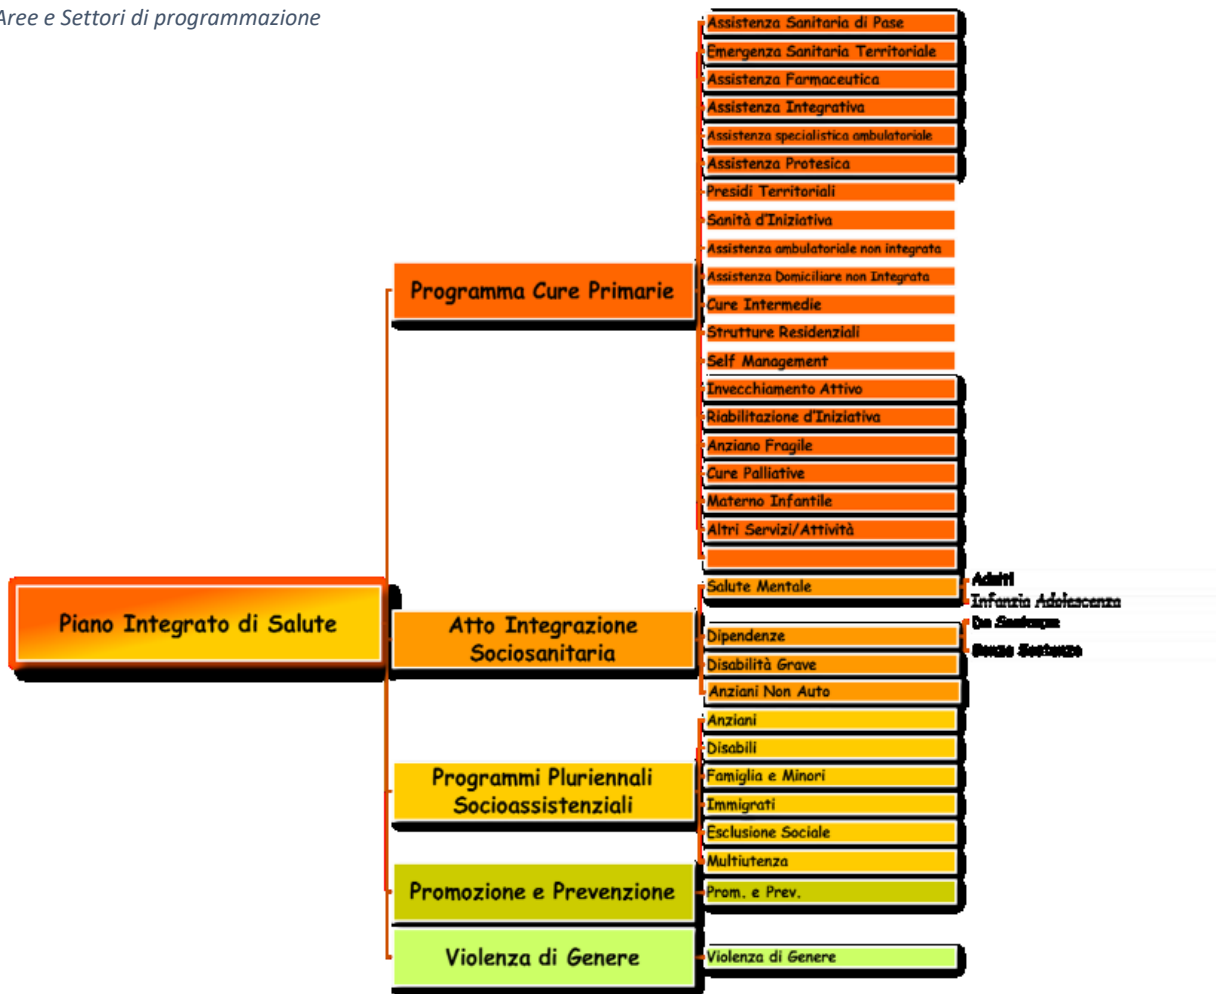 Aree e Settori di programmazione
Assistenza Sanitaria di Pase
Emergenza Sanitaria Territoriale
Assistenza Farmaceutica
Assistenza Integrativa
Assistenza specialistica ambulatoriale
Assistenza Protesica
Presidi Territoriali
Sanità d'Iniziativa
Assistenza ambulatoriale non integrata
Assistenza Domiciliare non Integrata
Cure Intermedie
Strutture Residenziali
Self Management
Invecchiamento Attivo
Riabilitazione d'Iniziativa
Anziano Fragile
Cure Palliative
Materno Infantile
Altri Servizi/Attività
Programma Cure Primarie
Piano Integrato di Salute
Atto Integrazione
Sociosanitaria
Salute Mentale
Adulti
Infanzia Adolescenza
Dipendenze
Da Sostanze
Senza Sostanze
Disabilità Grave
Anziani Non Auto
Programmi Pluriennali
Socioassistenziali
Anziani
Disabili
Famiglia e Minori
Immigrati
Esclusione Sociale
Multiutenza
Promozione e Prevenzione
Prom. e Prev.
Violenza di Genere
Violenza di Genere